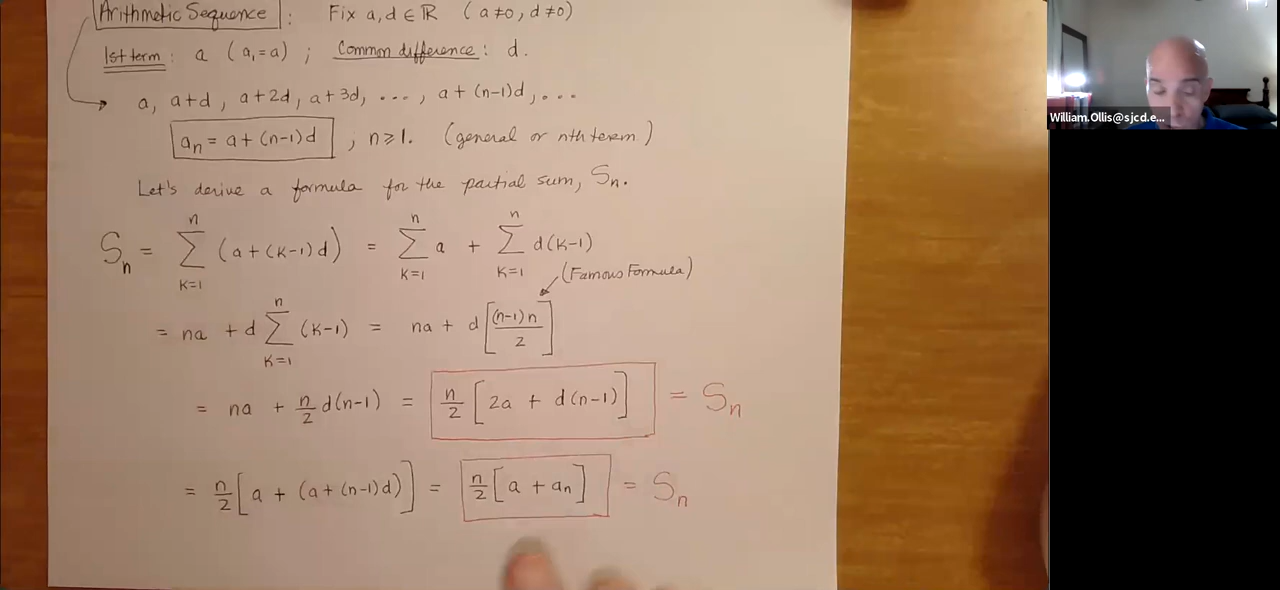 Arithmetic Sequence : Fix a, d ∈ ℝ (a≠0, d≠0)
1st term : a (a₁ = a) ; Common difference : d.
a, a+d, a+2d, a+3d, ..., a+(n-1)d, ...
aₙ = a + (n-1)d ; n ≥ 1. (general or nth term.)
Let's derive a formula for the partial sum, Sₙ.
Sₙ = ∑_{K=1}^{n} (a+(K-1)d) = ∑_{K=1}^{n} a + ∑_{K=1}^{n} d(K-1)
(Famous Formula)
= na + d ∑_{K=1}^{n} (K-1) = na + d[(n-1)n / 2]
= na + n/2 d(n-1) = n/2 [2a + d(n-1)] = Sₙ
= n/2 [a + (a+(n-1)d)] = n/2 [a + aₙ] = Sₙ
William.Ollis@sjcd.e...